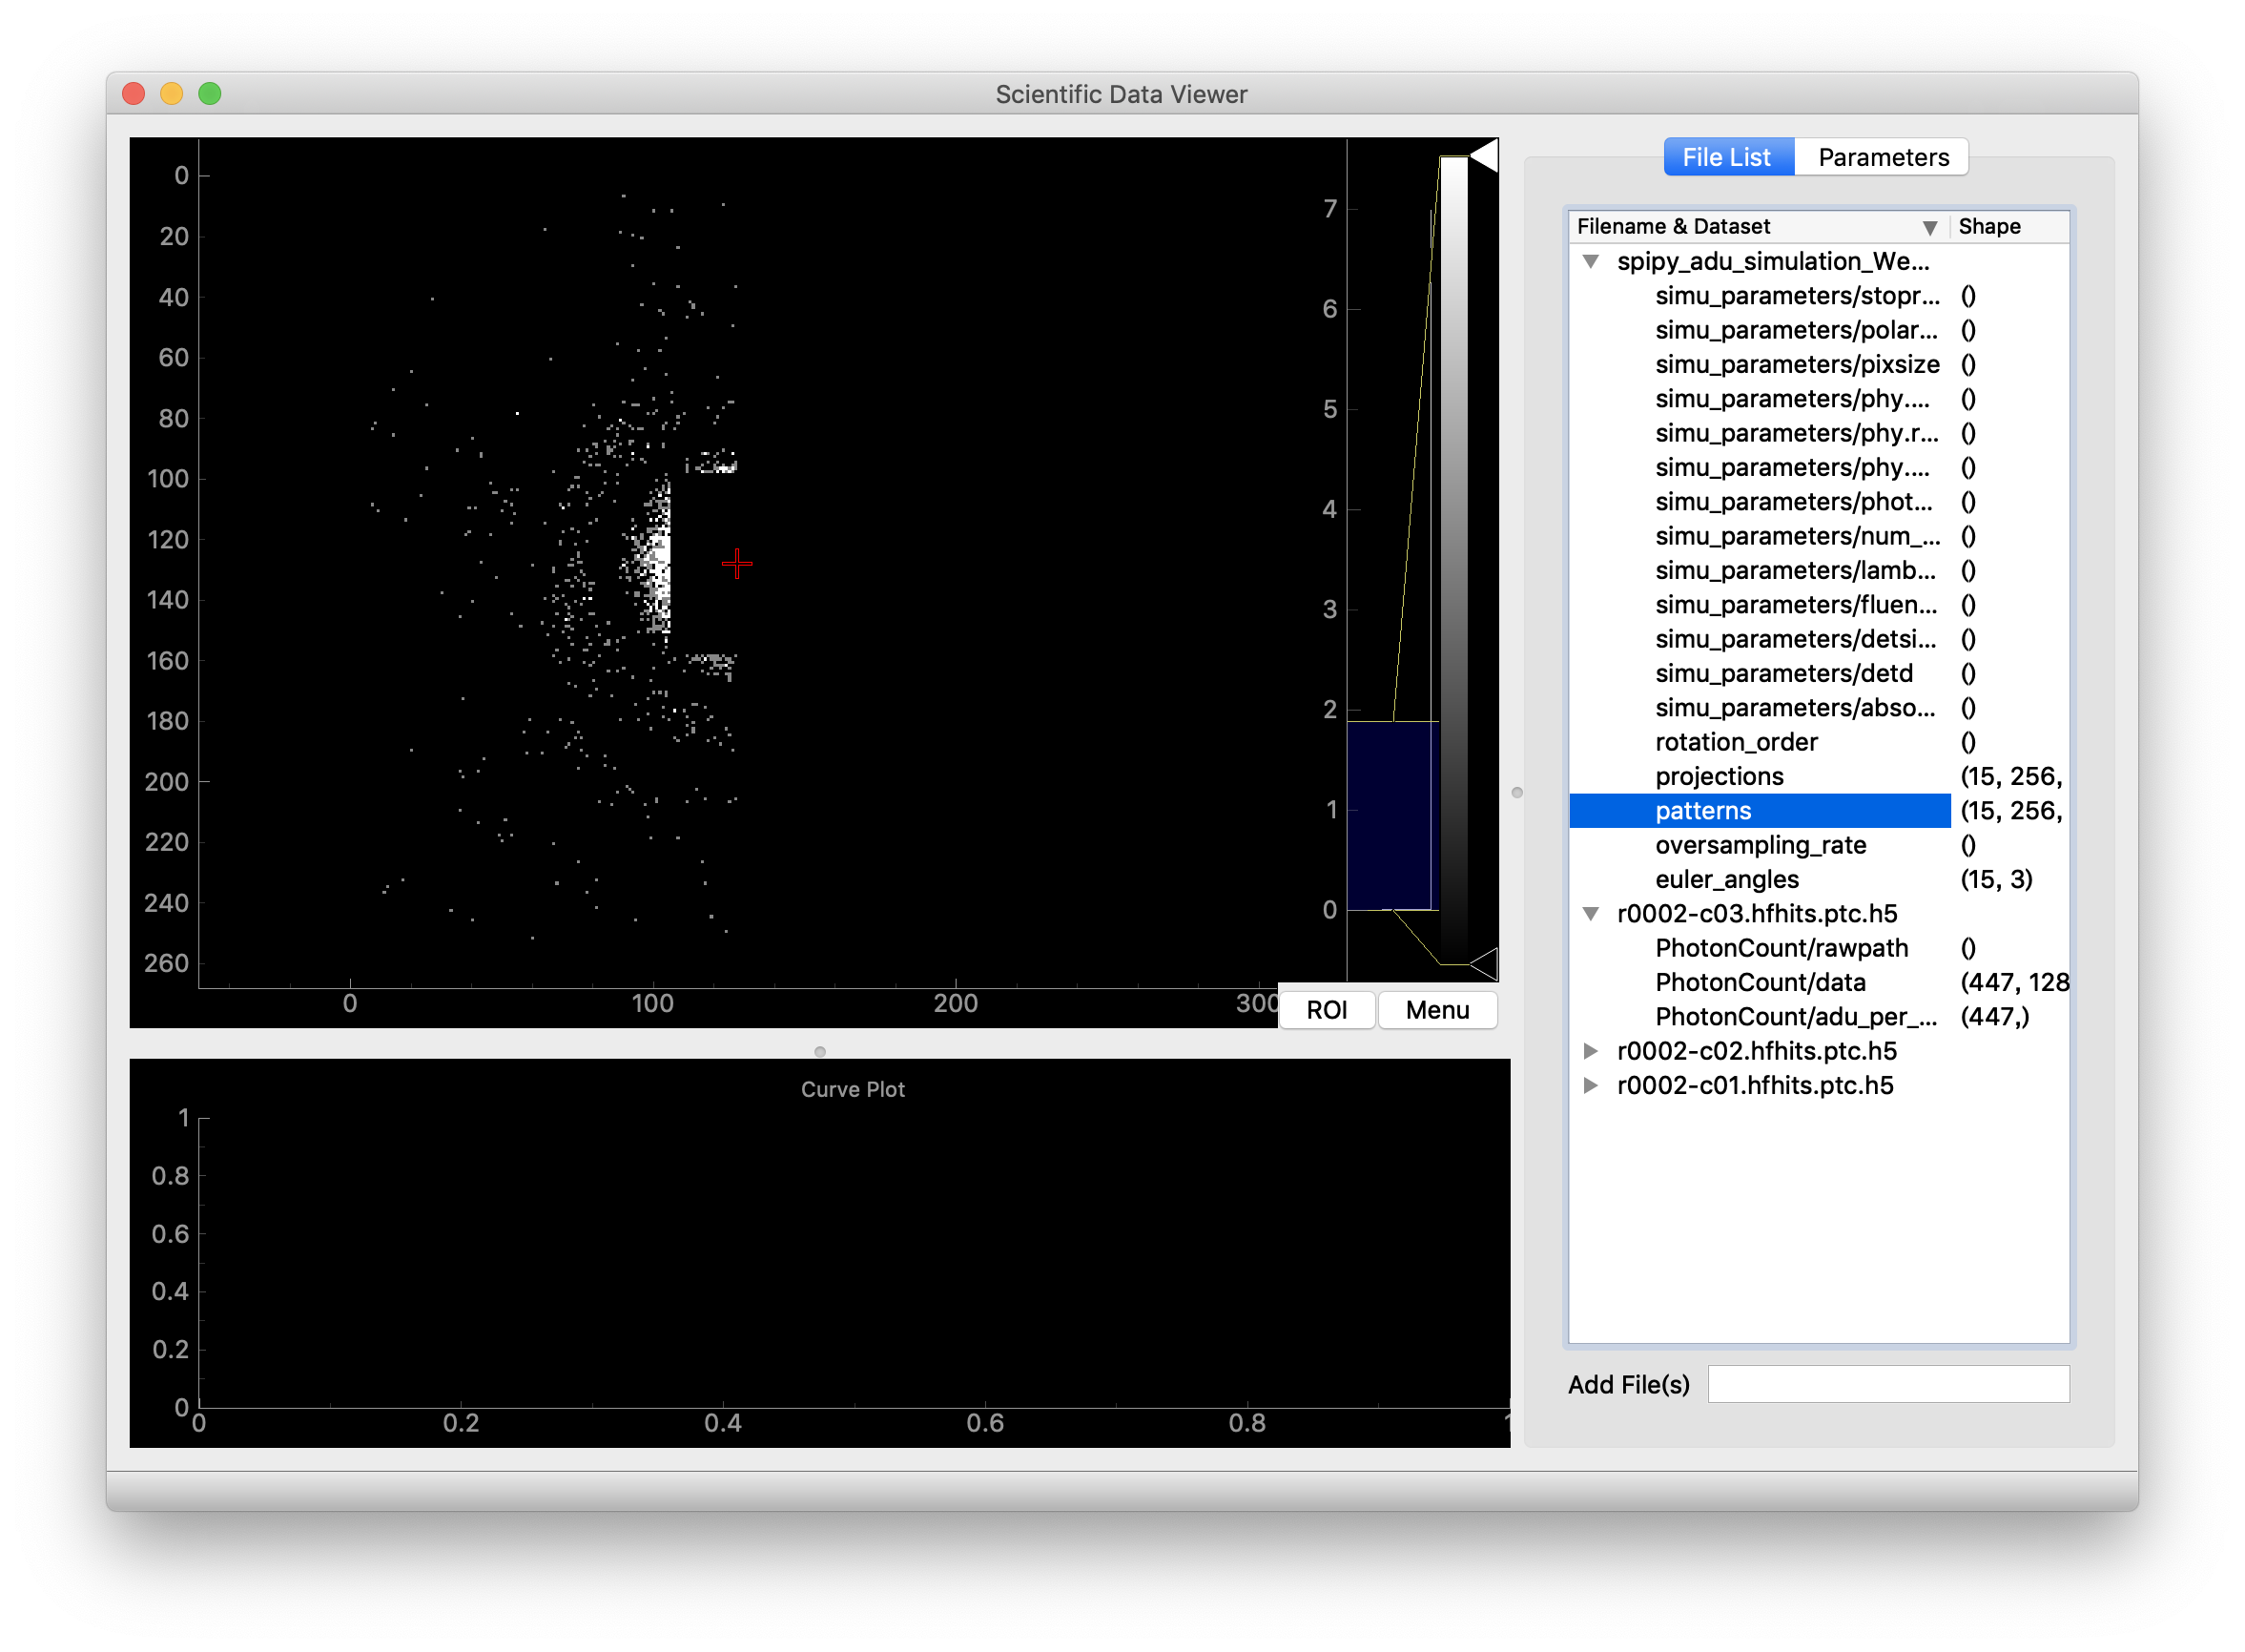 Scientific Data Viewer
0
20
40
60
80
100
120
140
160
180
200
220
240
260
0
100
200
300
7
6
5
4
3
2
1
0
ROI
Menu
Curve Plot
1
0.8
0.6
0.4
0.2
0
0
0.2
0.4
0.6
0.8
1
File List
Parameters
Filename & Dataset
Shape
spipy_adu_simulation_We...
simu_parameters/stopr... ()
simu_parameters/polar... ()
simu_parameters/pixsize ()
simu_parameters/phy.... ()
simu_parameters/phy.r... ()
simu_parameters/phy.... ()
simu_parameters/phot... ()
simu_parameters/num_... ()
simu_parameters/lamb... ()
simu_parameters/fluen... ()
simu_parameters/detsi... ()
simu_parameters/detd ()
simu_parameters/abso... ()
rotation_order ()
projections (15, 256,
patterns (15, 256,
oversampling_rate ()
euler_angles (15, 3)
r0002-c03.hfhits.ptc.h5
PhotonCount/rawpath ()
PhotonCount/data (447, 128
PhotonCount/adu_per_... (447,)
r0002-c02.hfhits.ptc.h5
r0002-c01.hfhits.ptc.h5
Add File(s)